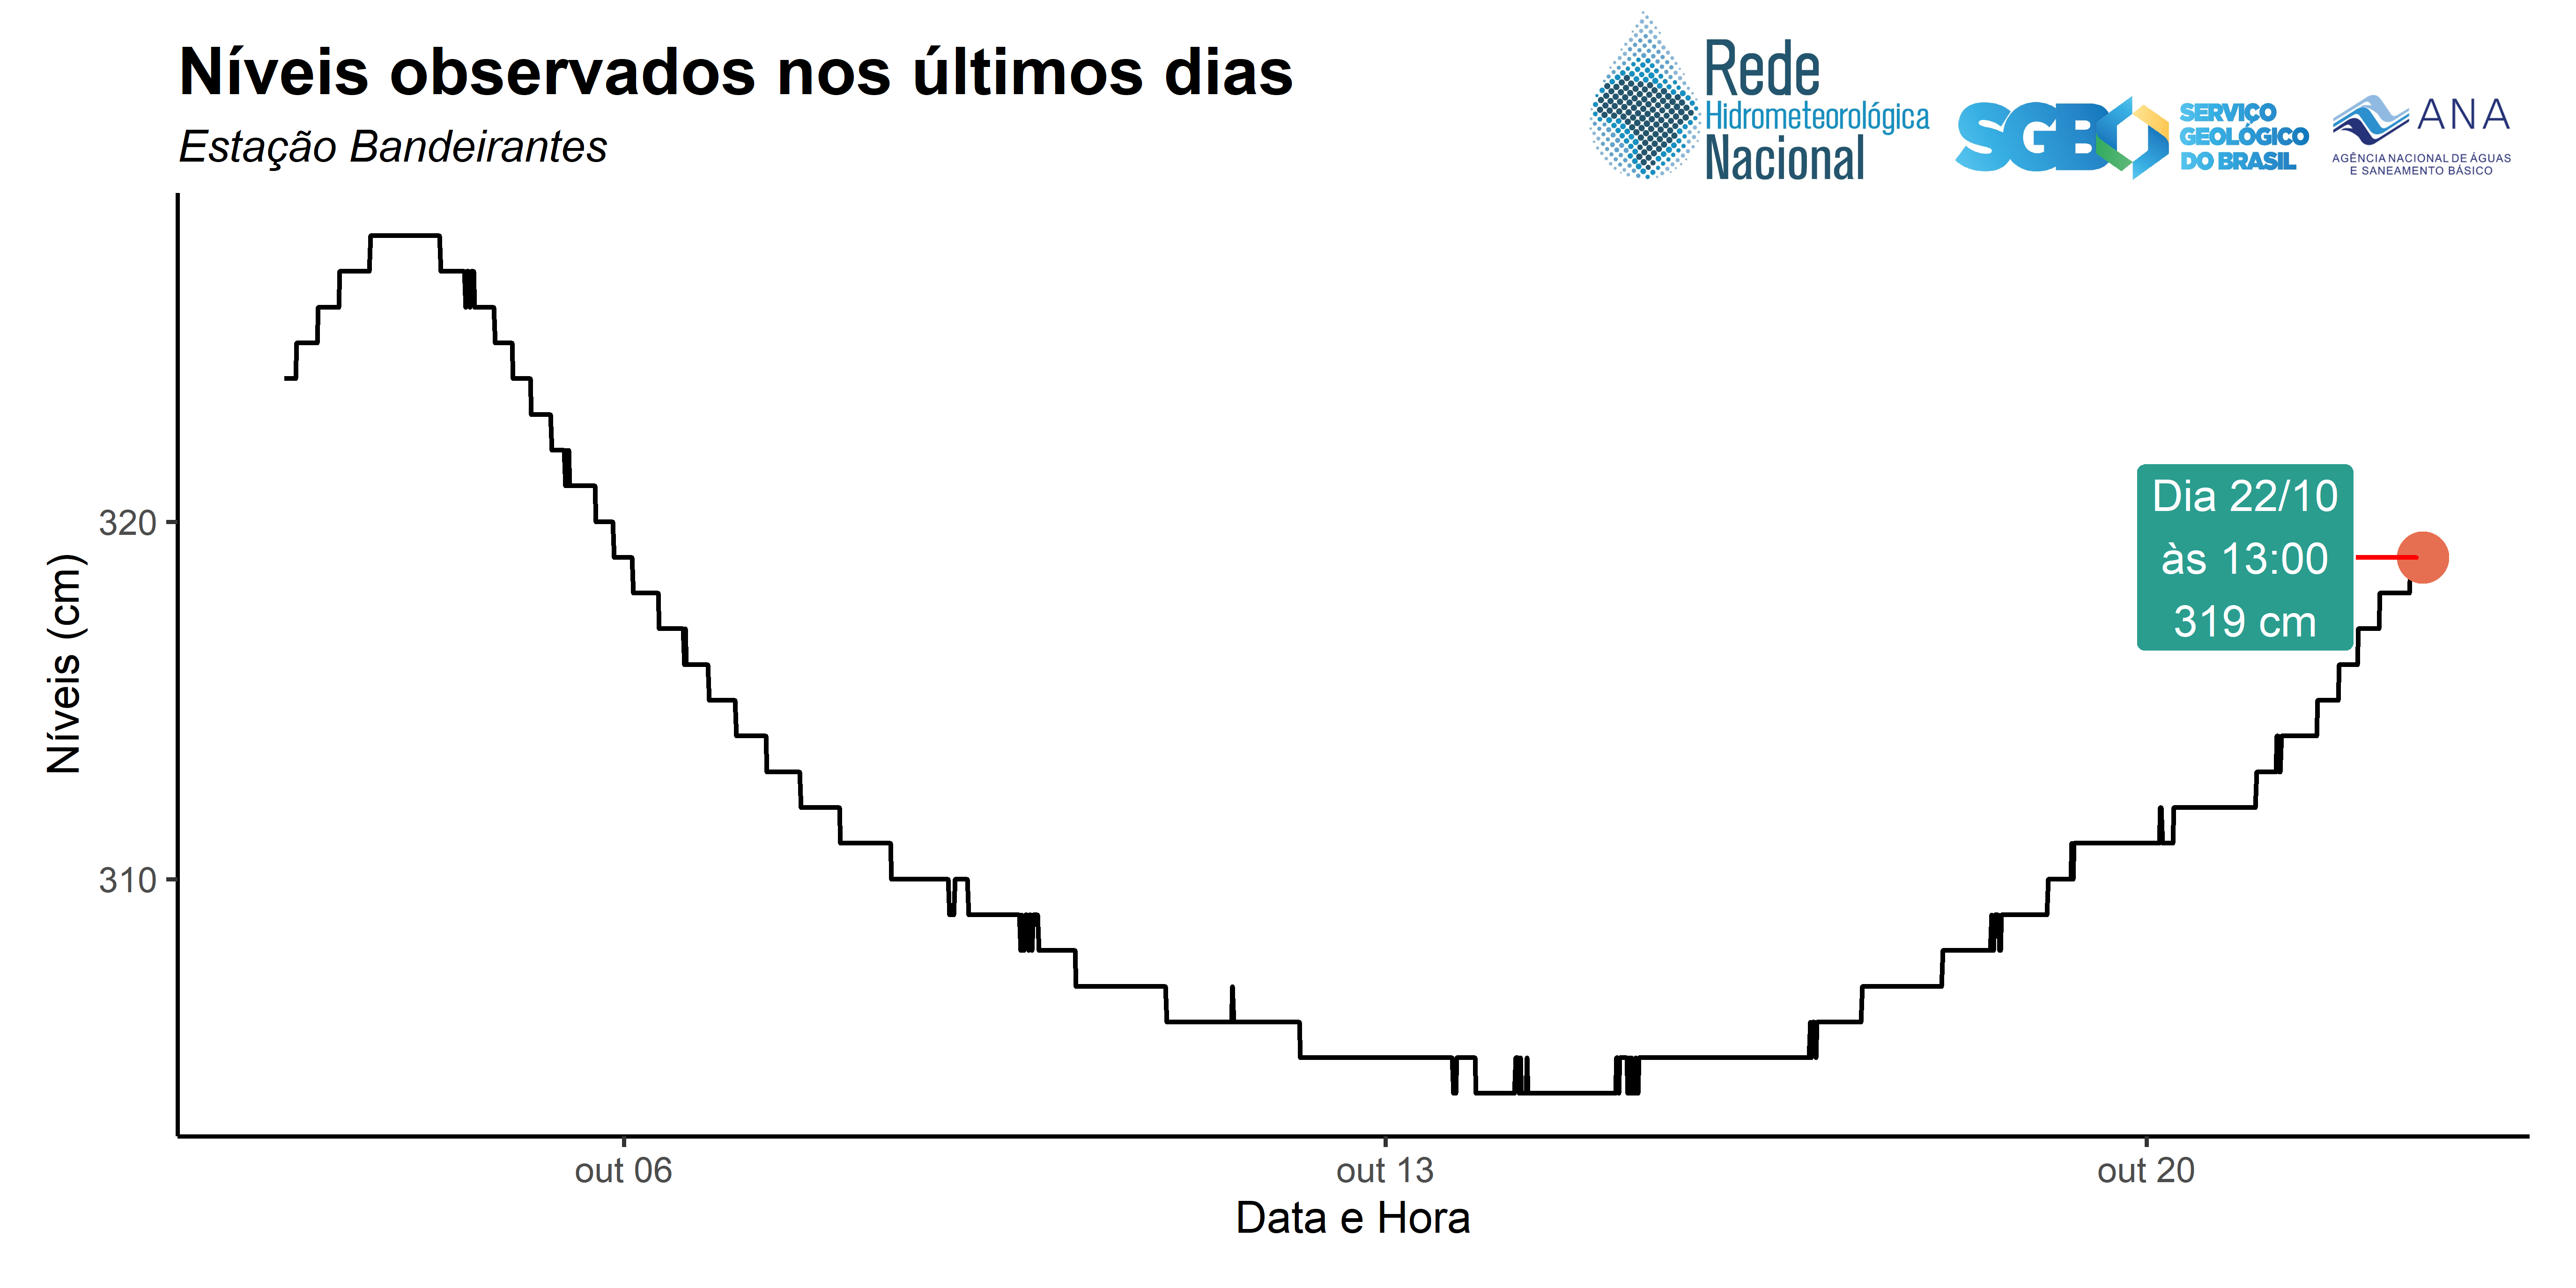 Níveis observados nos últimos dias
Estação Bandeirantes
Rede
Hidrometeorológica
Nacional
SGB
SERVIÇO
GEOLÓGICO
DO BRASIL
ANA
AGÊNCIA NACIONAL DE ÁGUAS
E SANEAMENTO BÁSICO
Níveis (cm)
320
310
Dia 22/10
às 13:00
319 cm
out 06
out 13
out 20
Data e Hora